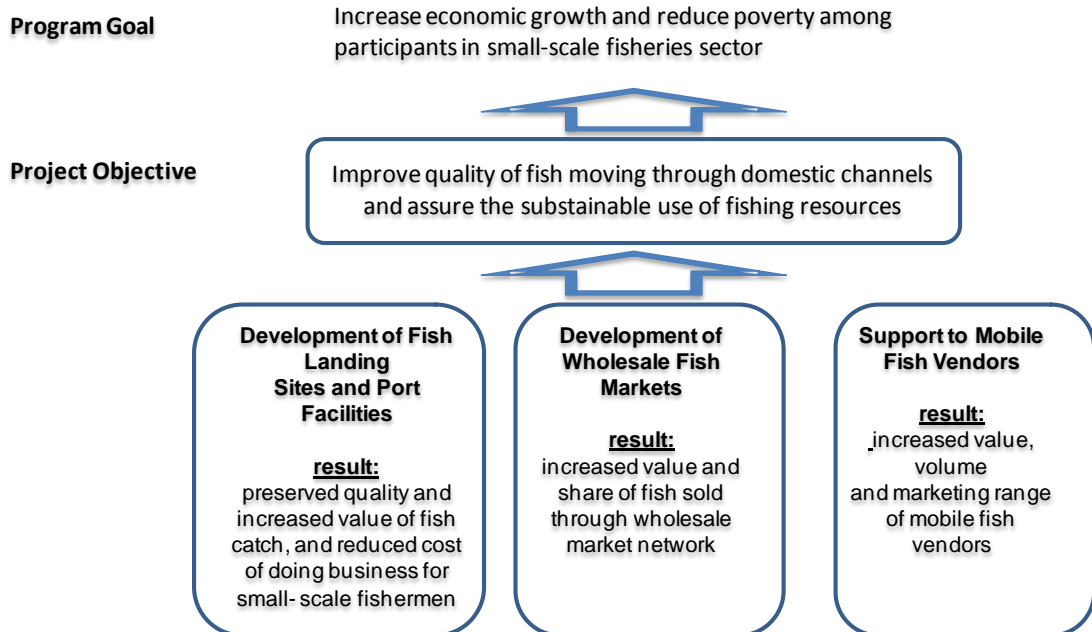 Program Goal
Increase economic growth and reduce poverty among
participants in small-scale fisheries sector
Project Objective
Improve quality of fish moving through domestic channels
and assure the substainable use of fishing resources
Development of Fish
Landing
Sites and Port
Facilities
result:
preserved quality and
increased value of fish
catch, and reduced cost
of doing business for
small- scale fishermen
Development of
Wholesale Fish
Markets
result:
increased value and
share of fish sold
through wholesale
market network
Support to Mobile
Fish Vendors
result:
increased value,
volume
and marketing range
of mobile fish
vendors